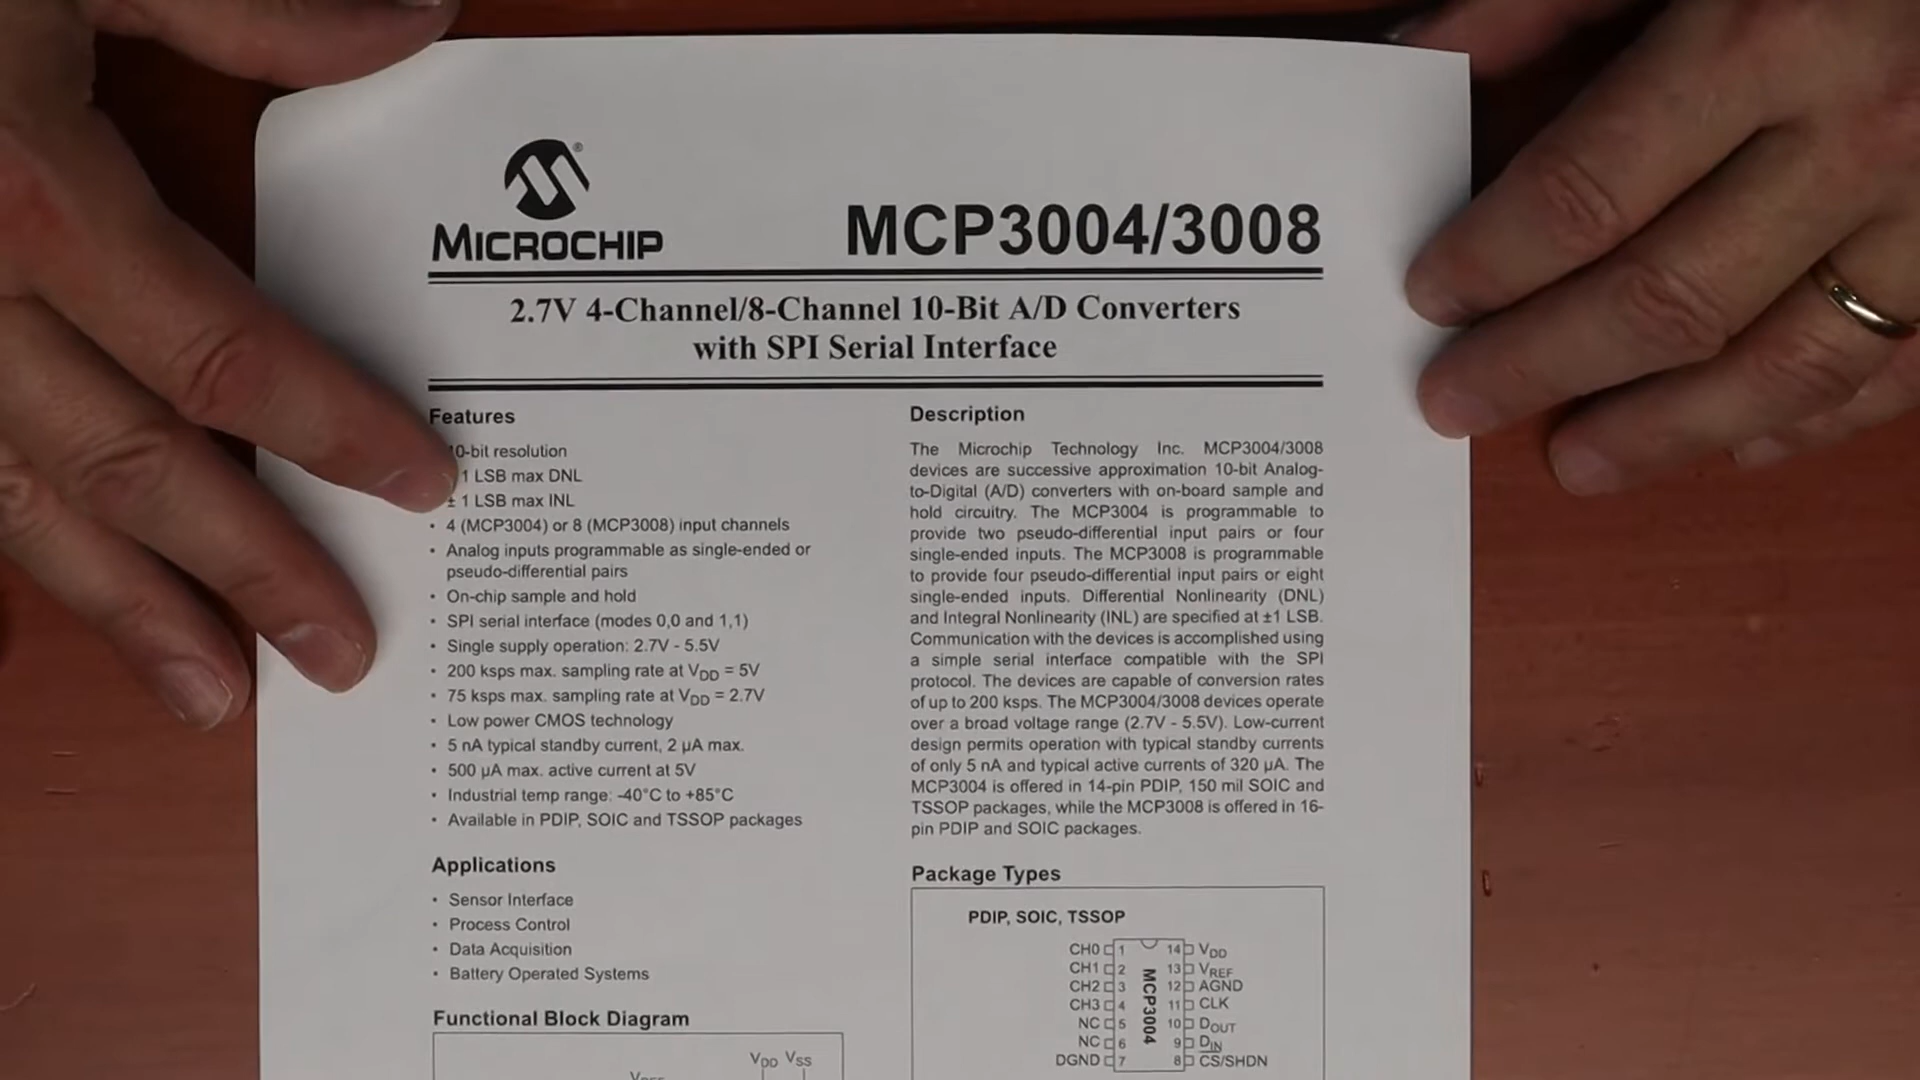 ®
MICROCHIP
MCP3004/3008
2.7V 4-Channel/8-Channel 10-Bit A/D Converters
with SPI Serial Interface
Features
10-bit resolution
1 LSB max DNL
± 1 LSB max INL
• 4 (MCP3004) or 8 (MCP3008) input channels
• Analog inputs programmable as single-ended or
pseudo-differential pairs
• On-chip sample and hold
• SPI serial interface (modes 0,0 and 1,1)
• Single supply operation: 2.7V - 5.5V
• 200 ksps max. sampling rate at VDD = 5V
• 75 ksps max. sampling rate at VDD = 2.7V
• Low power CMOS technology
• 5 nA typical standby current, 2 µA max.
• 500 µA max. active current at 5V
• Industrial temp range: -40°C to +85°C
• Available in PDIP, SOIC and TSSOP packages
Applications
• Sensor Interface
• Process Control
• Data Acquisition
• Battery Operated Systems
Functional Block Diagram
VDD VSS
VREF
Description
The Microchip Technology Inc. MCP3004/3008
devices are successive approximation 10-bit Analog-
to-Digital (A/D) converters with on-board sample and
hold circuitry. The MCP3004 is programmable to
provide two pseudo-differential input pairs or four
single-ended inputs. The MCP3008 is programmable
to provide four pseudo-differential input pairs or eight
single-ended inputs. Differential Nonlinearity (DNL)
and Integral Nonlinearity (INL) are specified at ±1 LSB.
Communication with the devices is accomplished using
a simple serial interface compatible with the SPI
protocol. The devices are capable of conversion rates
of up to 200 ksps. The MCP3004/3008 devices operate
over a broad voltage range (2.7V - 5.5V). Low-current
design permits operation with typical standby currents
of only 5 nA and typical active currents of 320 µA. The
MCP3004 is offered in 14-pin PDIP, 150 mil SOIC and
TSSOP packages, while the MCP3008 is offered in 16-
pin PDIP and SOIC packages.
Package Types
PDIP, SOIC, TSSOP
CH0 1 14 VDD
CH1 2 13 VREF
CH2 3 12 AGND
CH3 4 11 CLK
NC 5 10 DOUT
NC 6 9 DIN
DGND 7 8 CS/SHDN
MCP3004